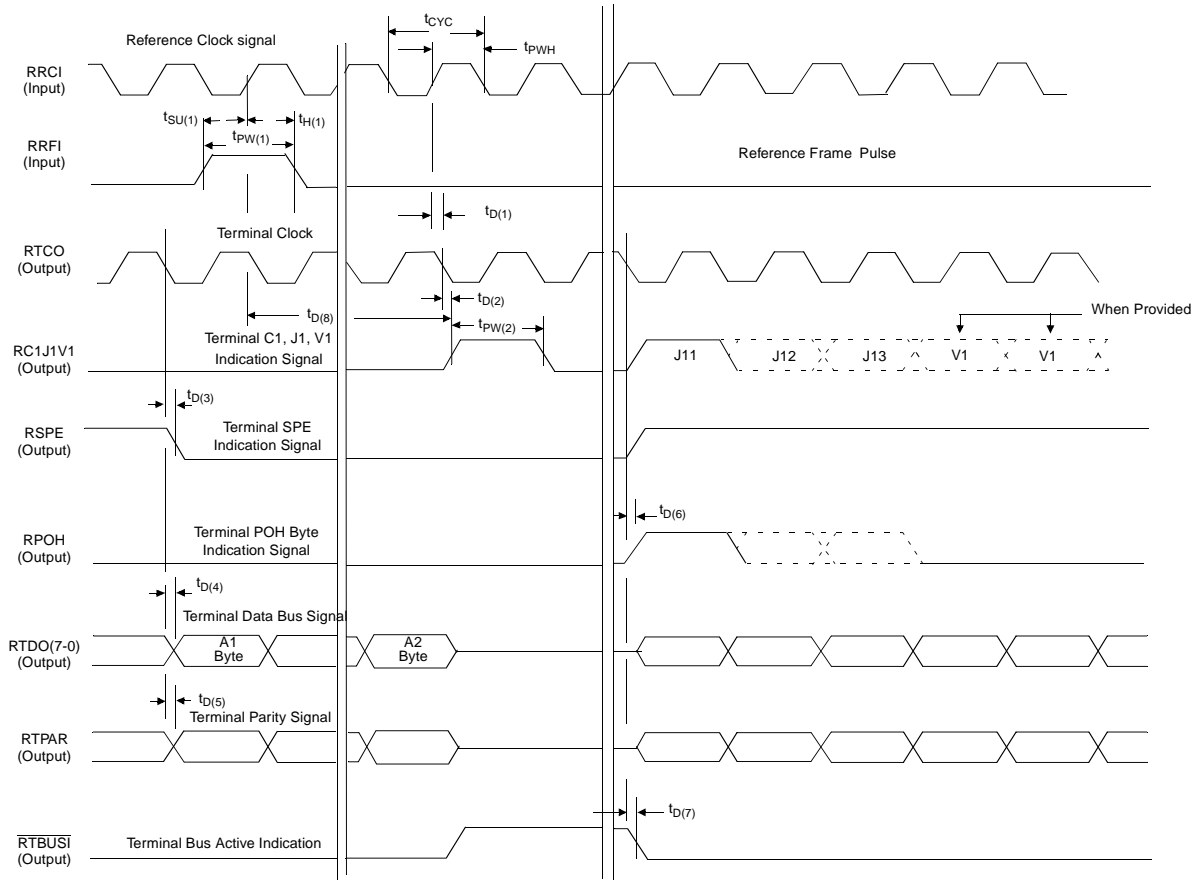 tCYC
Reference Clock signal
tPWH
RRCI
(Input)
tSU(1)
tH(1)
tPW(1)
RRFI
(Input)
Reference Frame Pulse
tD(1)
Terminal Clock
RTCO
(Output)
tD(2)
tD(8)
When Provided
tPW(2)
Terminal C1, J1, V1
Indication Signal
RC1J1V1
(Output)
J11
J12
J13
V1
V1
tD(3)
RSPE
(Output)
Terminal SPE
Indication Signal
tD(6)
RPOH
(Output)
Terminal POH Byte
Indication Signal
tD(4)
Terminal Data Bus Signal
RTDO(7-0)
(Output)
A1
Byte
A2
Byte
tD(5)
Terminal Parity Signal
RTPAR
(Output)
tD(7)
RTBUSI
(Output)
Terminal Bus Active Indication